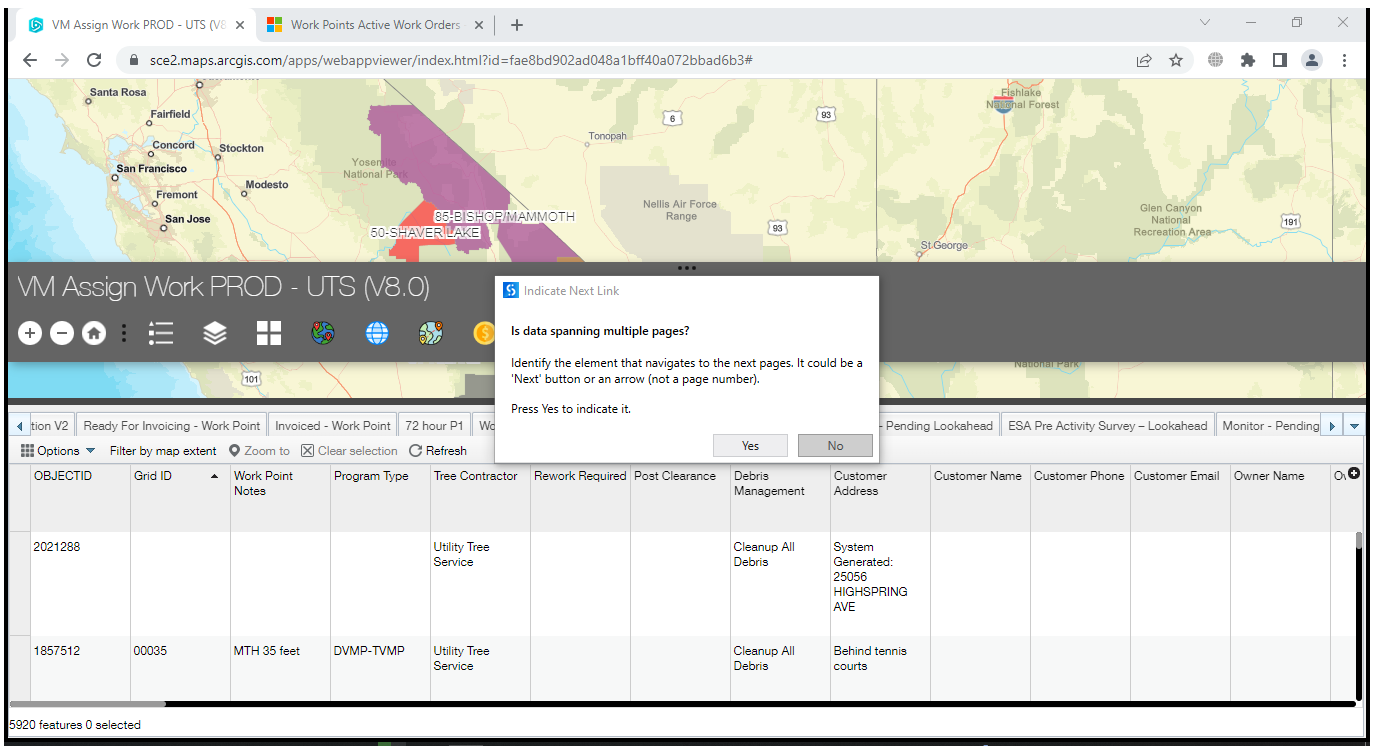 VM Assign Work PROD - UTS (V8
Work Points Active Work Orders
sce2.maps.arcgis.com/apps/webappviewer/index.html?id=fae8bd902ad048a1bff40a072bbad6b3#
Santa Rosa
Fairfield
Concord
Stockton
San Francisco
Modesto
Fremont
San Jose
Yosemite
National Park
Tonopah
6
93
Fishlake
National Forest
85-BISHOP/MAMMOTH
50-SHAVER LAKE
Nellis Air Force
Range
93
St George
Glen Canyon
National
Recreation Area
191
VM Assign Work PROD - UTS (V8.0)
Indicate Next Link
Is data spanning multiple pages?
Identify the element that navigates to the next pages. It could be a
'Next' button or an arrow (not a page number).
Press Yes to indicate it.
Yes No
101
National Park
tion V2 Ready For Invoicing - Work Point Invoiced - Work Point 72 hour P1 Wo - Pending Lookahead ESA Pre Activity Survey – Lookahead Monitor - Pending
Options Filter by map extent Zoom to Clear selection Refresh
OBJECTID Grid ID Work Point Notes Program Type Tree Contractor Rework Required Post Clearance Debris Management Customer Address Customer Name Customer Phone Customer Email Owner Name
2021288 Utility Tree Service Cleanup All Debris System Generated: 25056 HIGHSPRING AVE
1857512 00035 MTH 35 feet DVMP-TVMP Utility Tree Service Cleanup All Debris Behind tennis courts
5920 features 0 selected